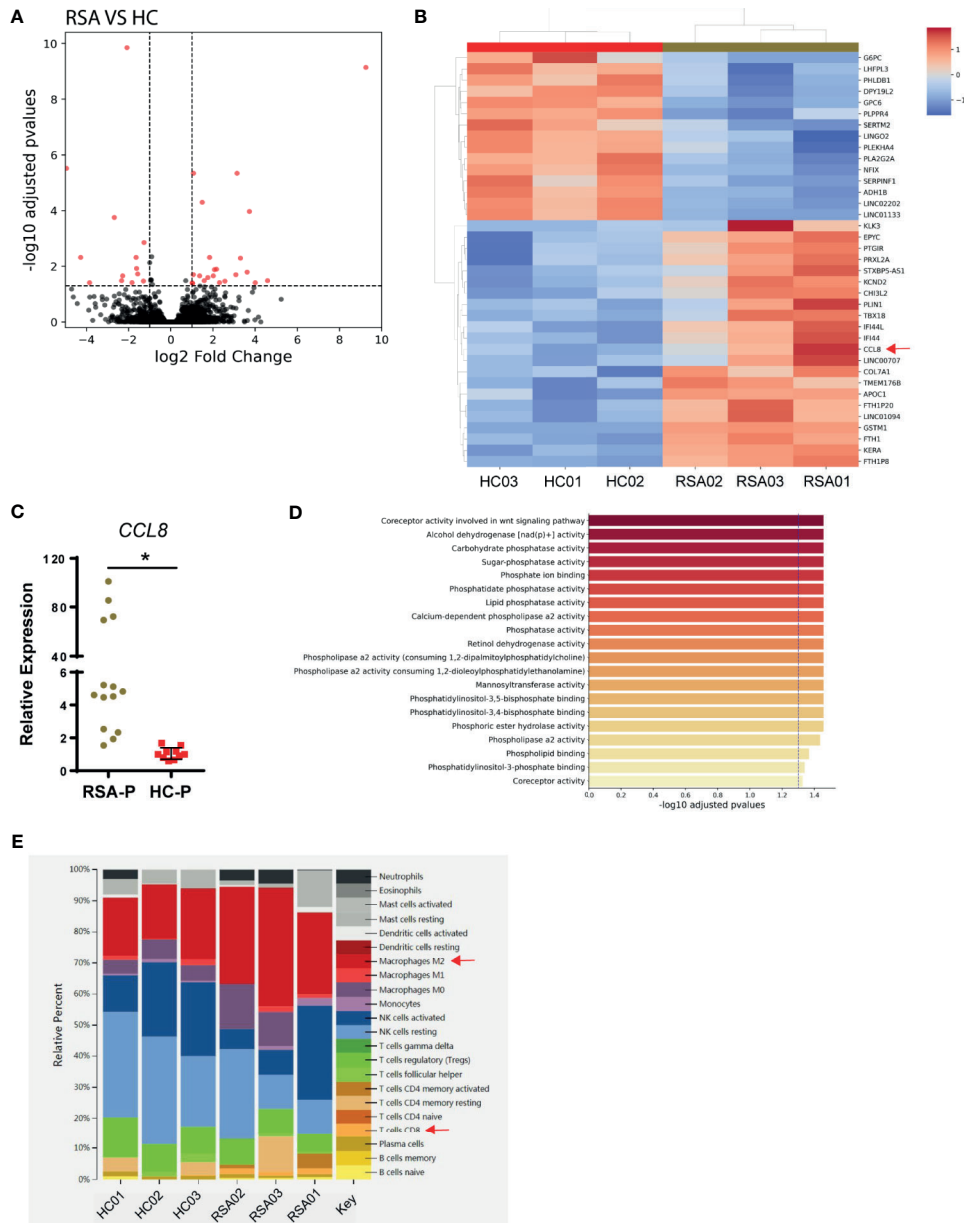 A
RSA VS HC
-log10 adjusted pvalues
10
8
6
4
2
0
−4
−2
0
2
4
6
8
10
log2 Fold Change
B
1
0
−1
G6PC
LHFPL3
PHLDB1
DPY19L2
GPC6
PLPPR4
SERTM2
LINGO2
PLEKHA4
PLA2G2A
NFIX
SERPINF1
ADH1B
LINC02202
LINC01133
KLK3
EPYC
PTGIR
PRXL2A
STXBP5-AS1
KCND2
CHI3L2
PLIN1
TBX18
IFI44L
IFI44
CCL8
LINC00707
COL7A1
TMEM176B
APOC1
FTH1P20
LINC01094
GSTM1
FTH1
KERA
FTH1P8
HC03 HC01 HC02 RSA02 RSA03 RSA01
C
CCL8
*
Relative Expression
120
80
40
6
4
2
0
RSA-P HC-P
D
Coreceptor activity involved in wnt signaling pathway
Alcohol dehydrogenase [nad(p)+] activity
Carbohydrate phosphatase activity
Sugar-phosphatase activity
Phosphate ion binding
Phosphatidate phosphatase activity
Lipid phosphatase activity
Calcium-dependent phospholipase a2 activity
Phosphatase activity
Retinol dehydrogenase activity
Phospholipase a2 activity (consuming 1,2-dipalmitoylphosphatidylcholine)
Phospholipase a2 activity consuming 1,2-dioleoylphosphatidylethanolamine)
Mannosyltransferase activity
Phosphatidylinositol-3,5-bisphosphate binding
Phosphatidylinositol-3,4-bisphosphate binding
Phosphoric ester hydrolase activity
Phospholipase a2 activity
Phospholipid binding
Phosphatidylinositol-3-phosphate binding
Coreceptor activity
0.0 0.2 0.4 0.6 0.8 1.0 1.2 1.4
-log10 adjusted pvalues
E
Relative Percent
100%
90%
80%
70%
60%
50%
40%
30%
20%
10%
0%
Neutrophils
Eosinophils
Mast cells activated
Mast cells resting
Dendritic cells activated
Dendritic cells resting
Macrophages M2
Macrophages M1
Macrophages M0
Monocytes
NK cells activated
NK cells resting
T cells gamma delta
T cells regulatory (Tregs)
T cells follicular helper
T cells CD4 memory activated
T cells CD4 memory resting
T cells CD4 naive
T cells CD8
Plasma cells
B cells memory
B cells naive
HC01 HC02 HC03 RSA02 RSA03 RSA01 Key